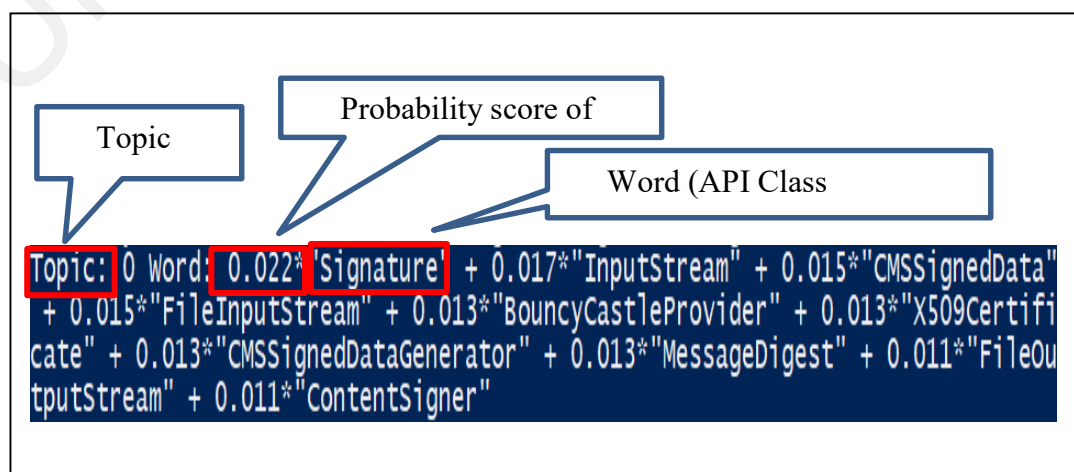 Probability score of
Topic
Word (API Class
Topic: 0 Word: 0.022*"Signature" + 0.017*"InputStream" + 0.015*"CMSSignedData"
+ 0.015*"FileInputStream" + 0.013*"BouncyCastleProvider" + 0.013*"X509Certifi
cate" + 0.013*"CMSSignedDataGenerator" + 0.013*"MessageDigest" + 0.011*"FileOu
tputStream" + 0.011*"ContentSigner"